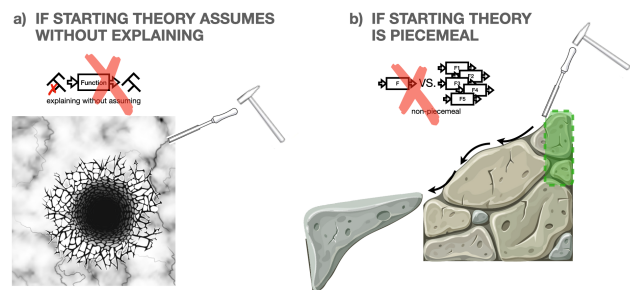 a) IF STARTING THEORY ASSUMES
WITHOUT EXPLAINING
Function
explaining without assuming
b) IF STARTING THEORY
IS PIECEMEAL
F
VS.
F1
F2
F3
F4
F5
non-piecemeal